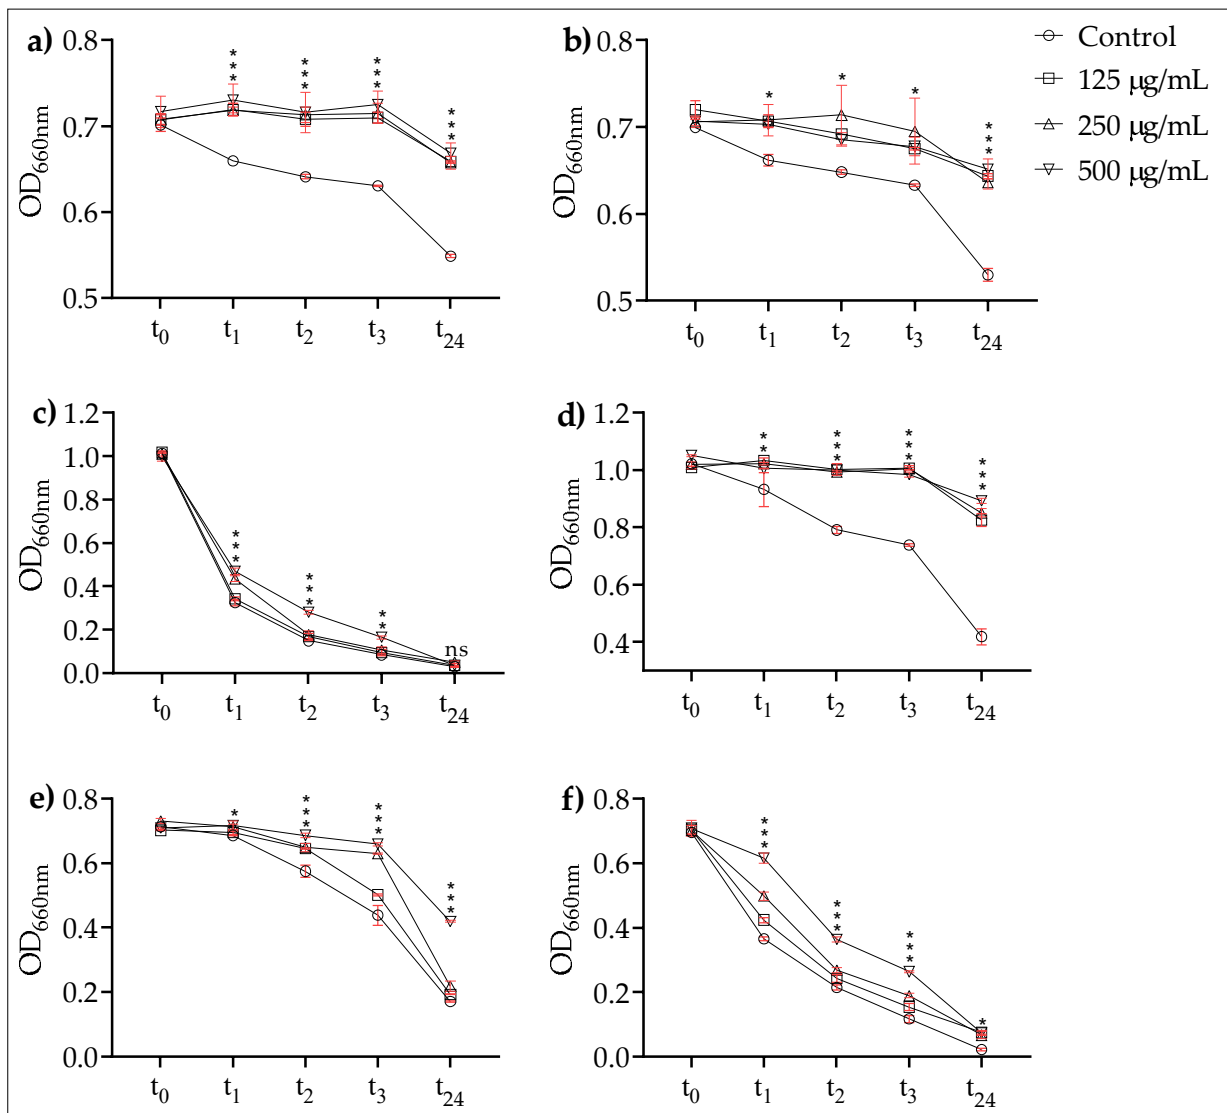 a)
0.8
0.7
0.6
0.5
OD660nm
***
***
***
***
t0
t1
t2
t3
t24
b)
0.8
0.7
0.6
0.5
OD660nm
*
*
*
***
t0
t1
t2
t3
t24
Control
125 µg/mL
250 µg/mL
500 µg/mL
c)
1.2
1.0
0.8
0.6
0.4
0.2
0.0
OD660nm
***
***
**
ns
t0
t1
t2
t3
t24
d)
1.2
1.0
0.8
0.6
0.4
OD660nm
**
***
***
***
t0
t1
t2
t3
t24
e)
0.8
0.6
0.4
0.2
0.0
OD660nm
*
***
***
***
t0
t1
t2
t3
t24
f)
0.8
0.6
0.4
0.2
0.0
OD660nm
***
***
***
*
t0
t1
t2
t3
t24